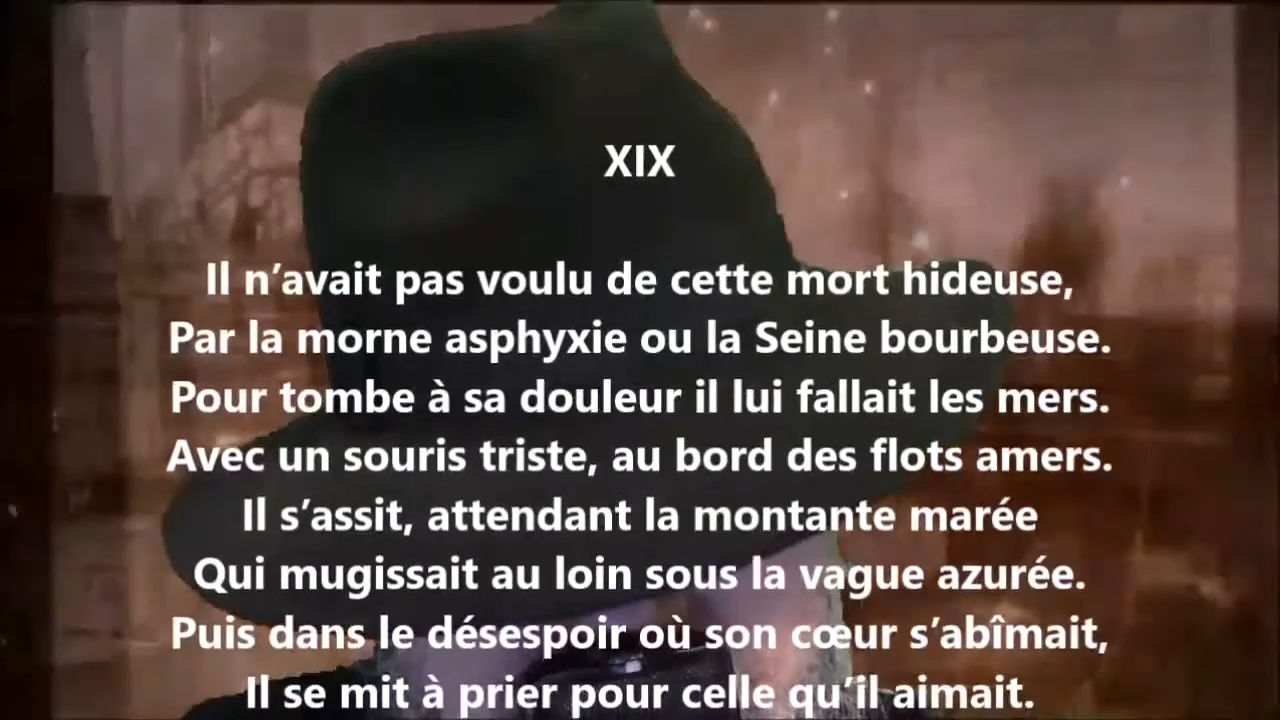 XIX
Il n’avait pas voulu de cette mort hideuse,
Par la morne asphyxie ou la Seine bourbeuse.
Pour tombe à sa douleur il lui fallait les mers.
Avec un souris triste, au bord des flots amers.
Il s’assit, attendant la montante marée
Qui mugissait au loin sous la vague azurée.
Puis dans le désespoir où son cœur s’abîmait,
Il se mit à prier pour celle qu’il aimait.